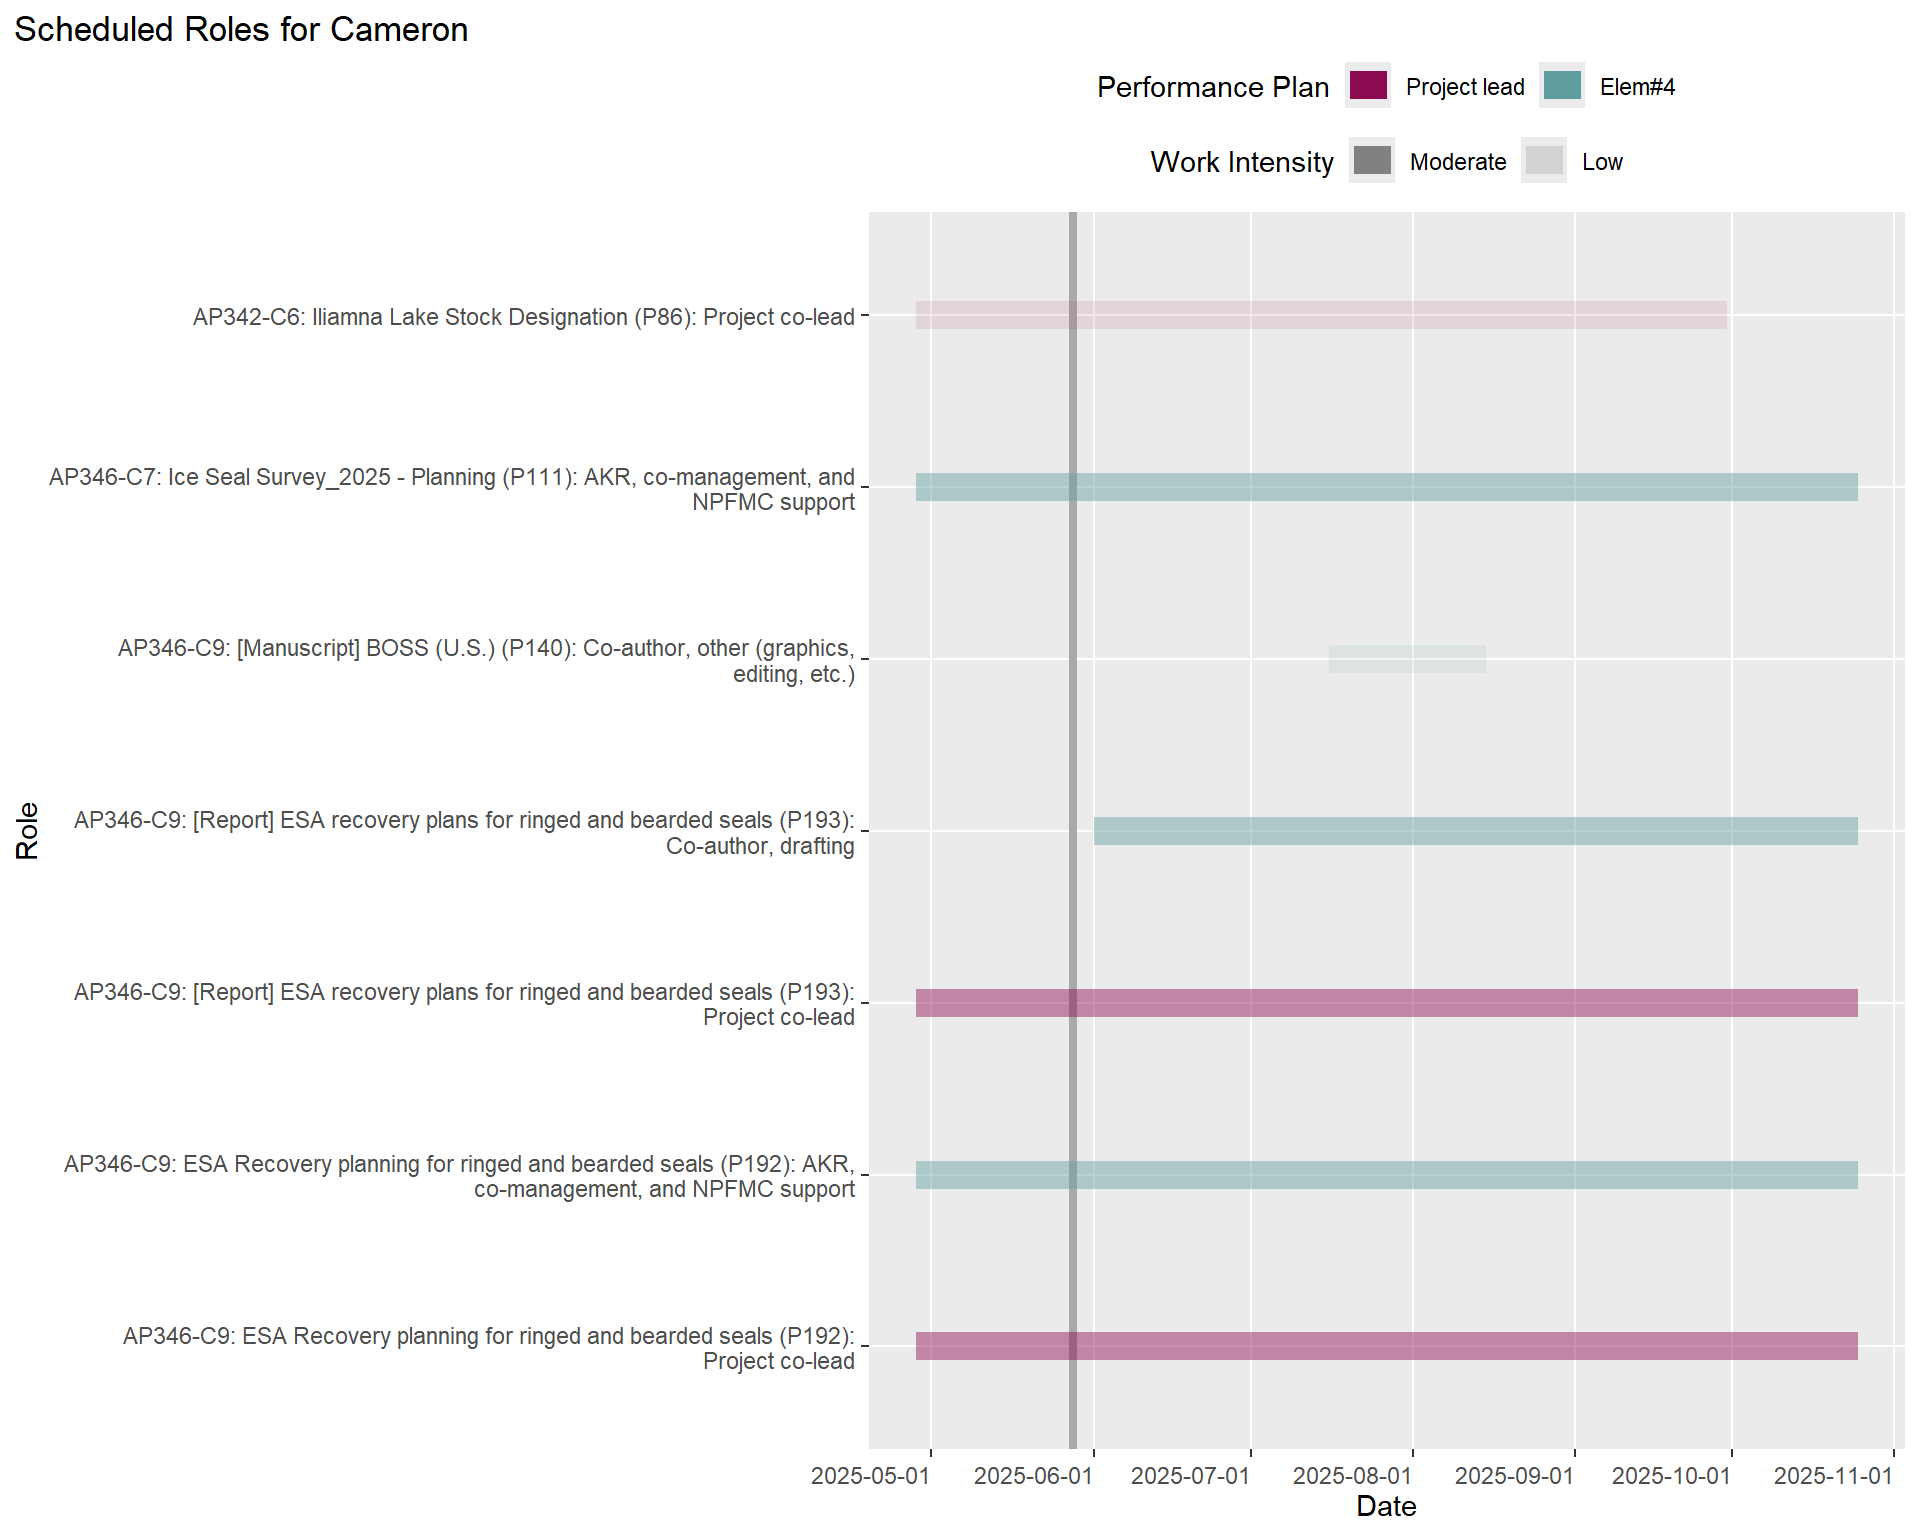 Scheduled Roles for Cameron
Performance Plan Project lead Elem#4
Work Intensity Moderate Low
AP342-C6: Iliamna Lake Stock Designation (P86): Project co-lead
AP346-C7: Ice Seal Survey_2025 - Planning (P111): AKR, co-management, and
NPFMC support
AP346-C9: [Manuscript] BOSS (U.S.) (P140): Co-author, other (graphics,
editing, etc.)
AP346-C9: [Report] ESA recovery plans for ringed and bearded seals (P193):
Co-author, drafting
AP346-C9: [Report] ESA recovery plans for ringed and bearded seals (P193):
Project co-lead
AP346-C9: ESA Recovery planning for ringed and bearded seals (P192): AKR,
co-management, and NPFMC support
AP346-C9: ESA Recovery planning for ringed and bearded seals (P192):
Project co-lead
Role
2025-05-01 2025-06-01 2025-07-01 2025-08-01 2025-09-01 2025-10-01 2025-11-01
Date